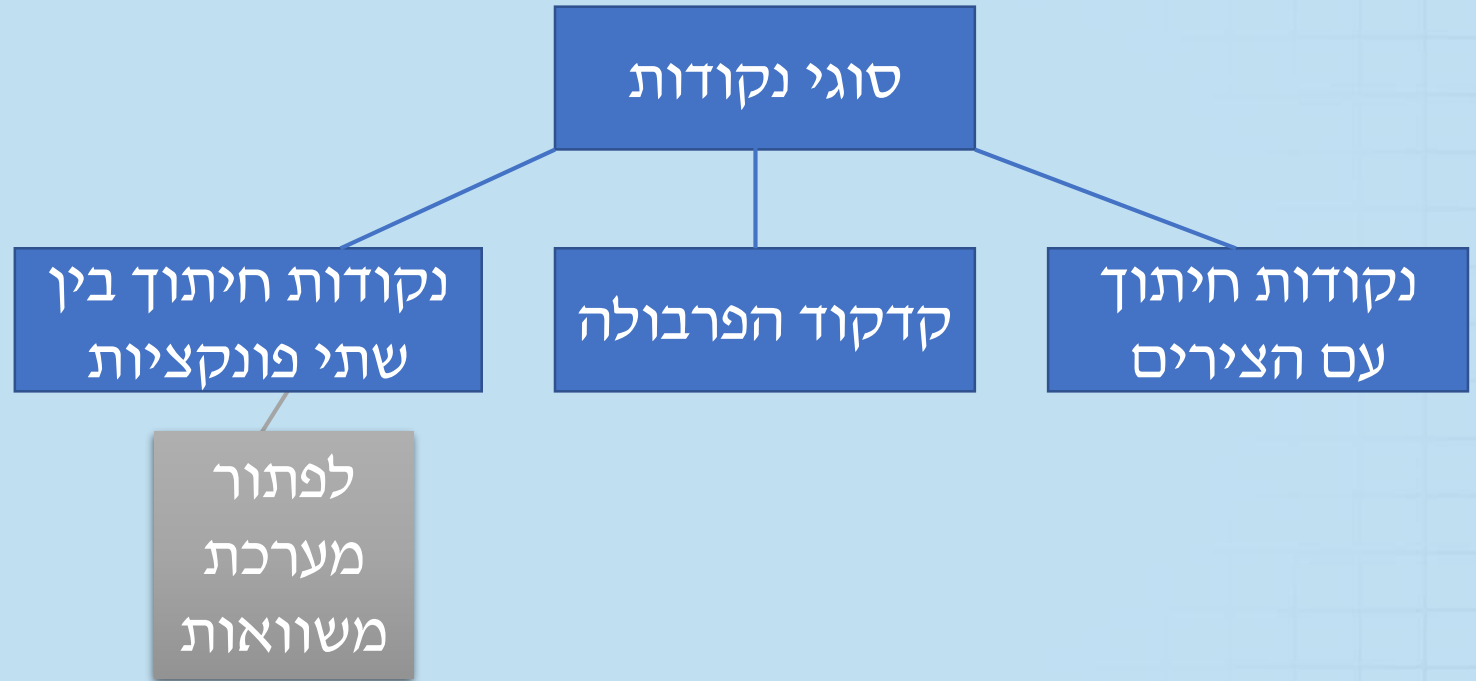 סוגי נקודות
נקודות חיתוך
עם הצירים
קדקוד הפרבולה
נקודות חיתוך בין
שתי פונקציות
לפתור
מערכת
משוואות